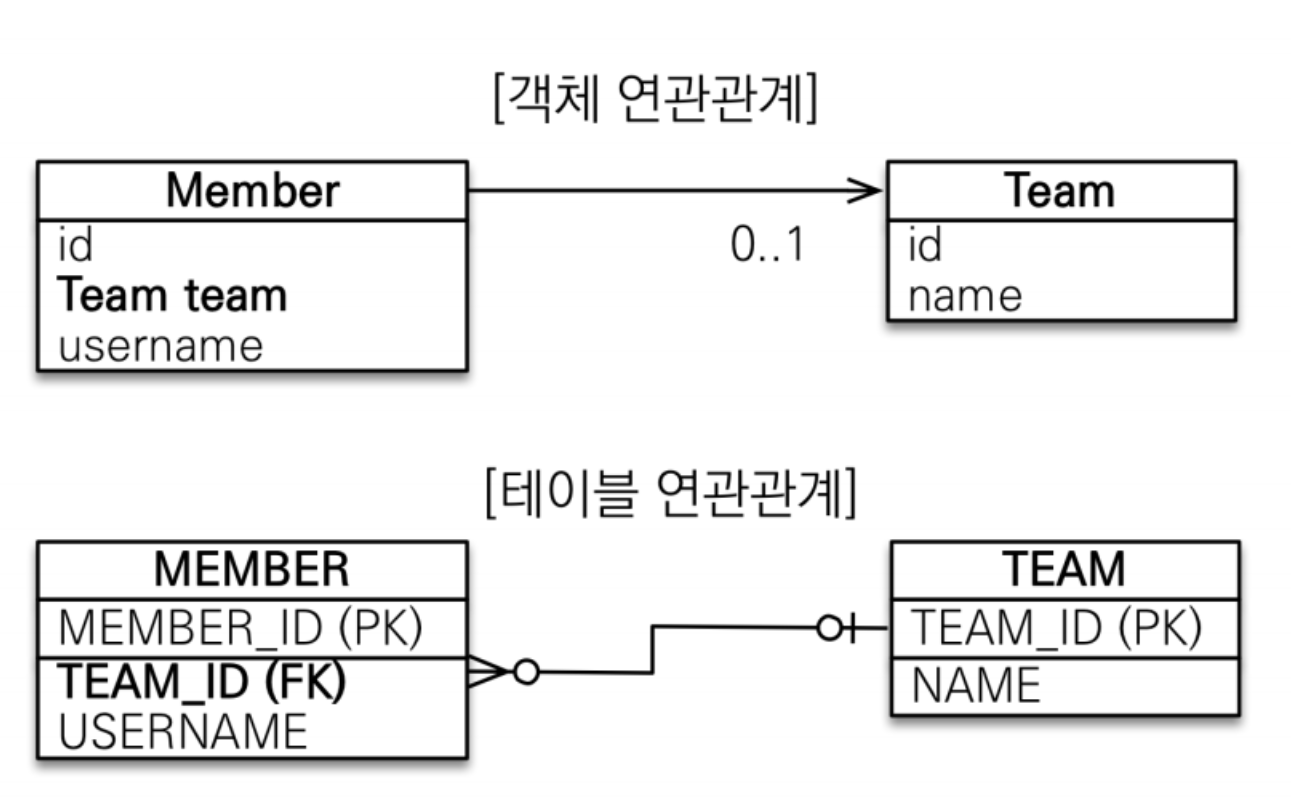 [객체 연관관계]
Member
id
Team team
username
0..1
Team
id
name
[테이블 연관관계]
MEMBER
MEMBER_ID (PK)
TEAM_ID (FK)
USERNAME
TEAM
TEAM_ID (PK)
NAME